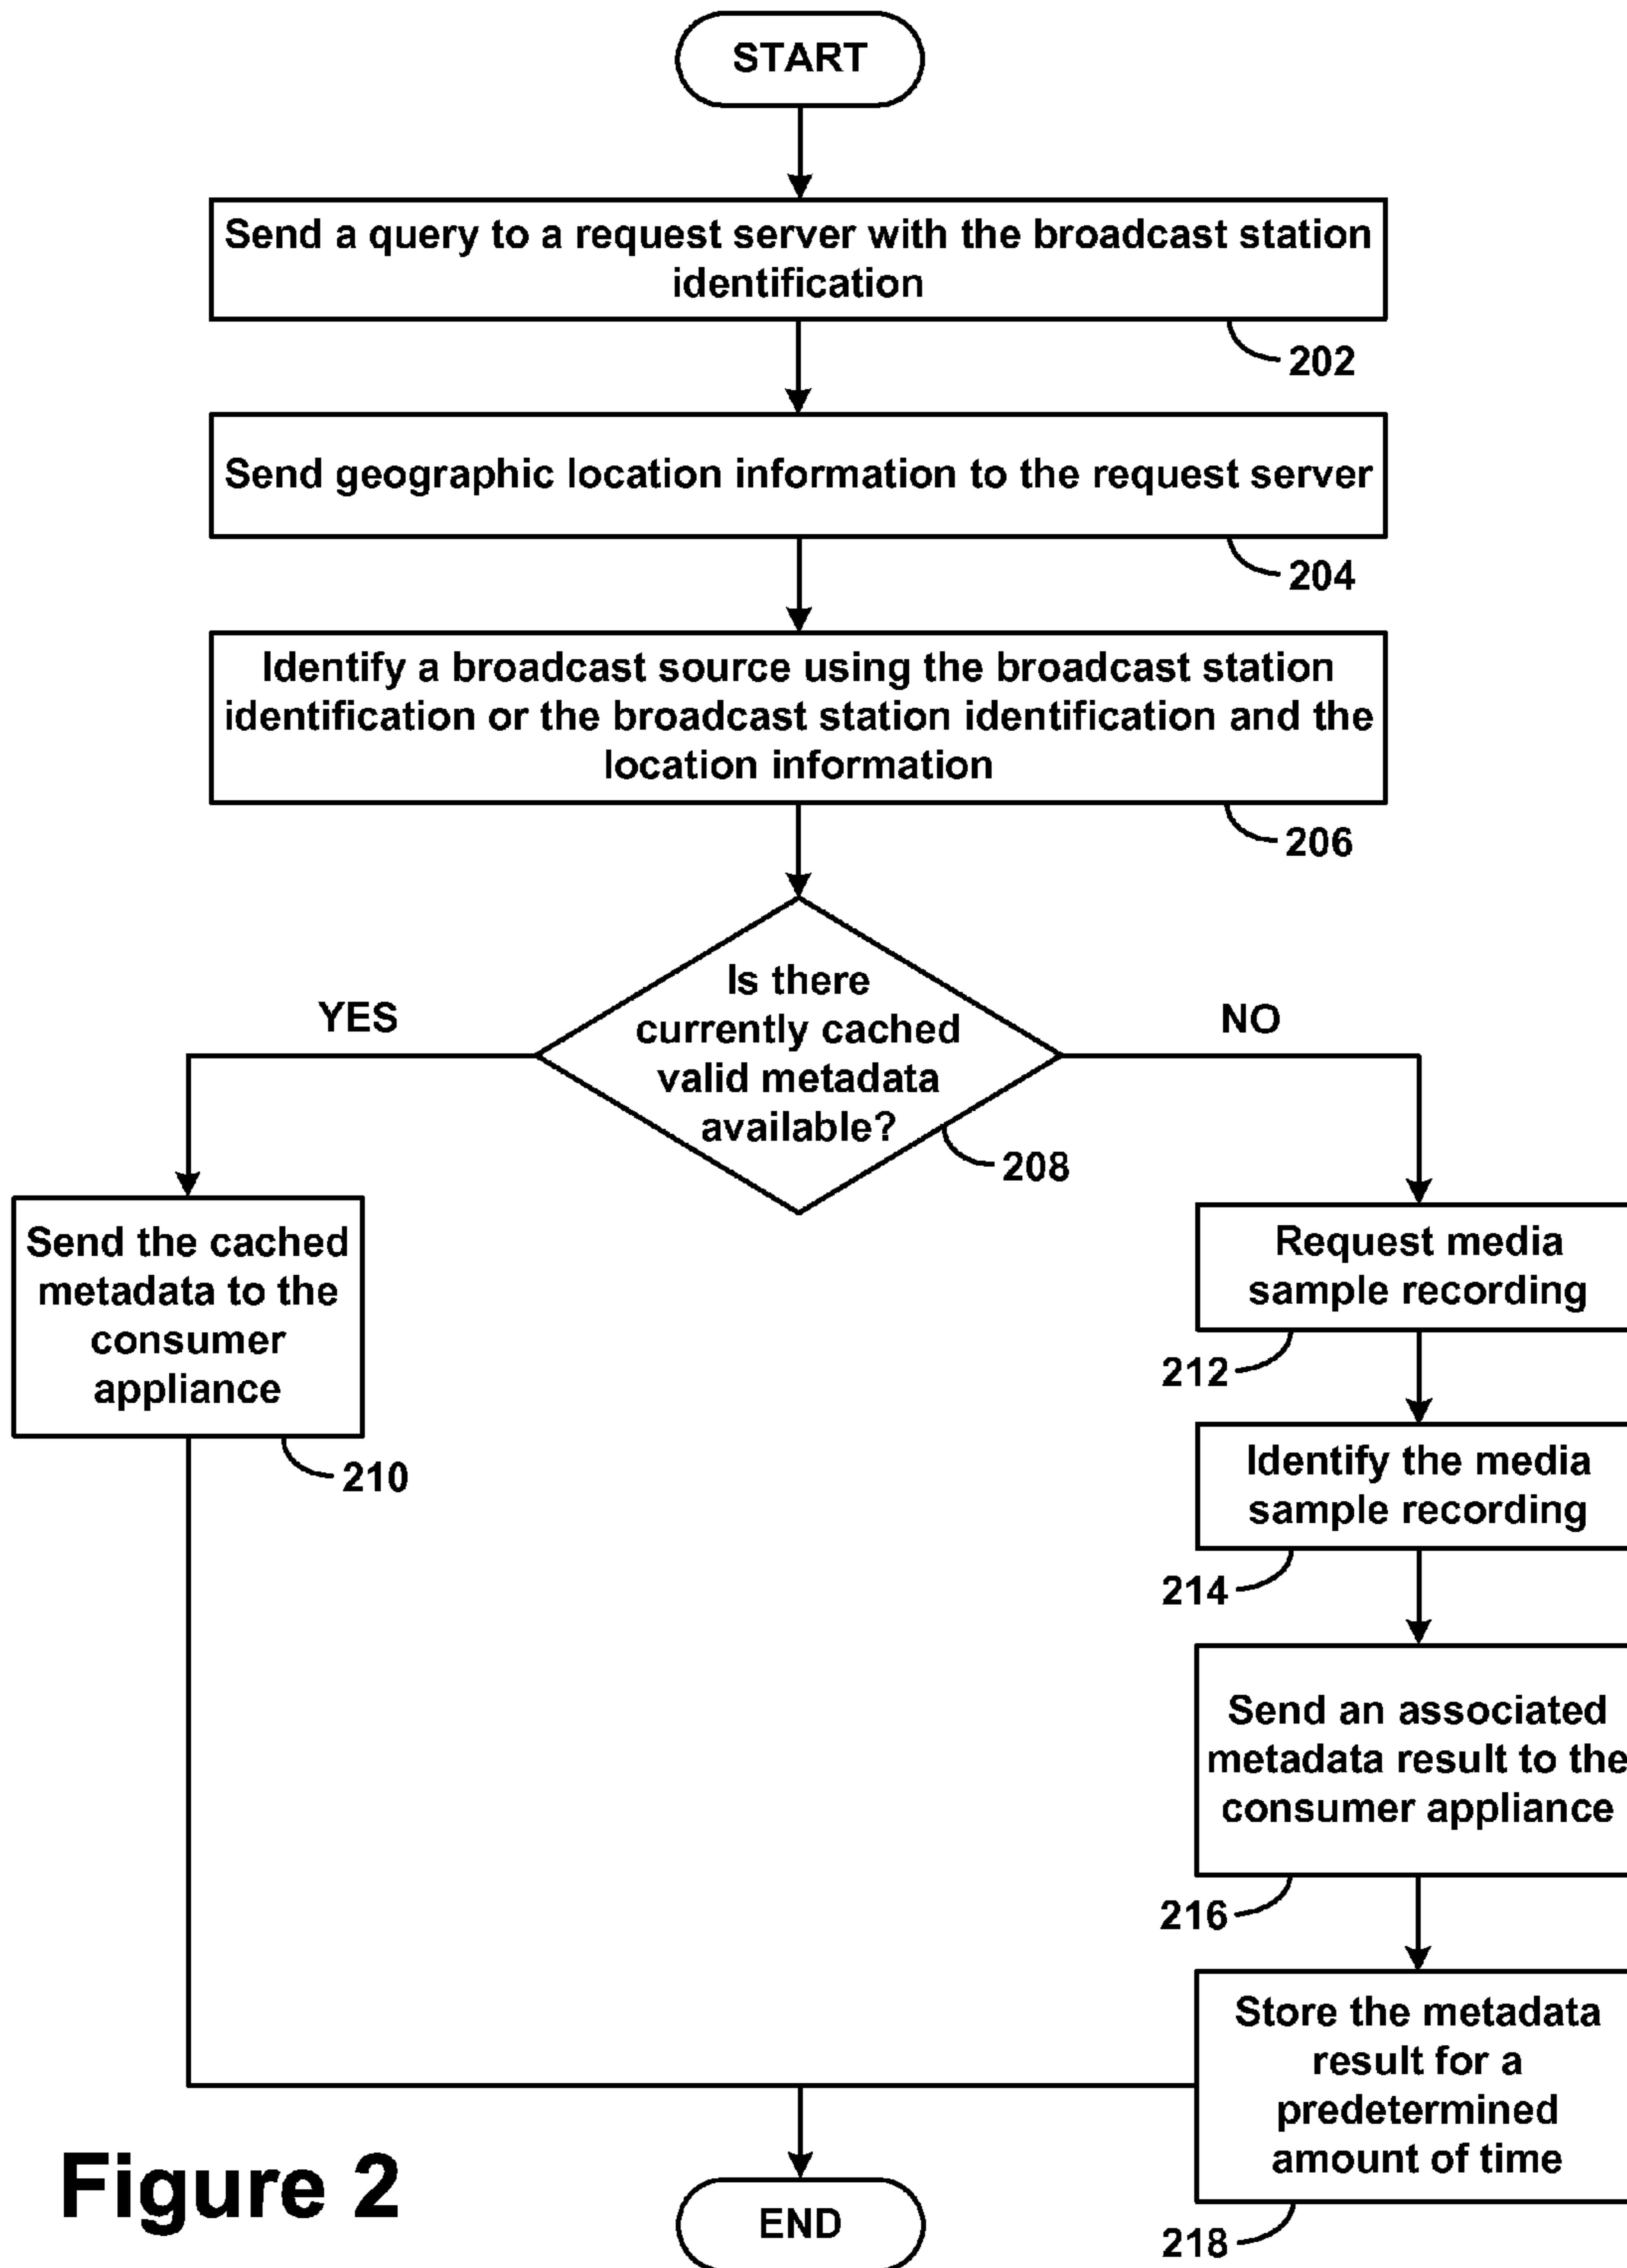 START
Send a query to a request server with the broadcast station
identification
202
Send geographic location information to the request server
204
Identify a broadcast source using the broadcast station
identification or the broadcast station identification and the
location information
206
Is there
currently cached
valid metadata
available?
208
YES
NO
Send the cached
metadata to the
consumer
appliance
210
Request media
sample recording
212
Identify the media
sample recording
214
Send an associated
metadata result to the
consumer appliance
216
Store the metadata
result for a
predetermined
amount of time
218
END
Figure 2